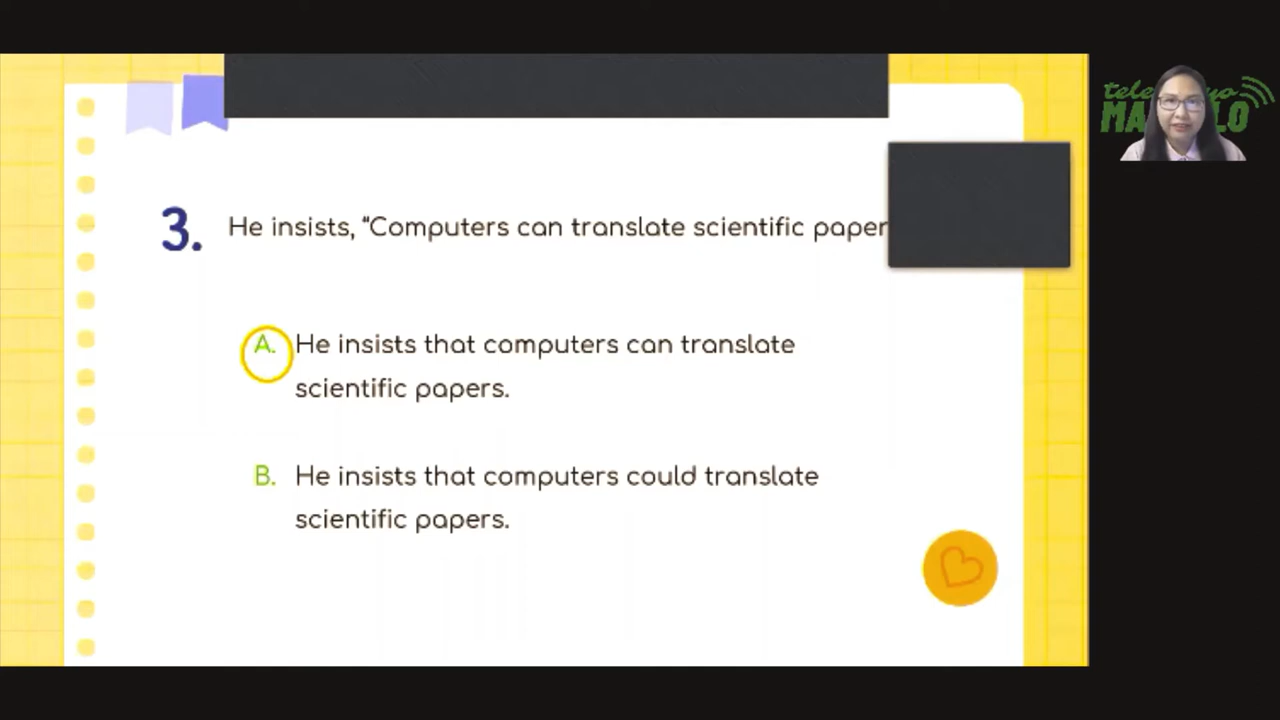 3. He insists, “Computers can translate scientific paper
A. He insists that computers can translate
scientific papers.
B. He insists that computers could translate
scientific papers.